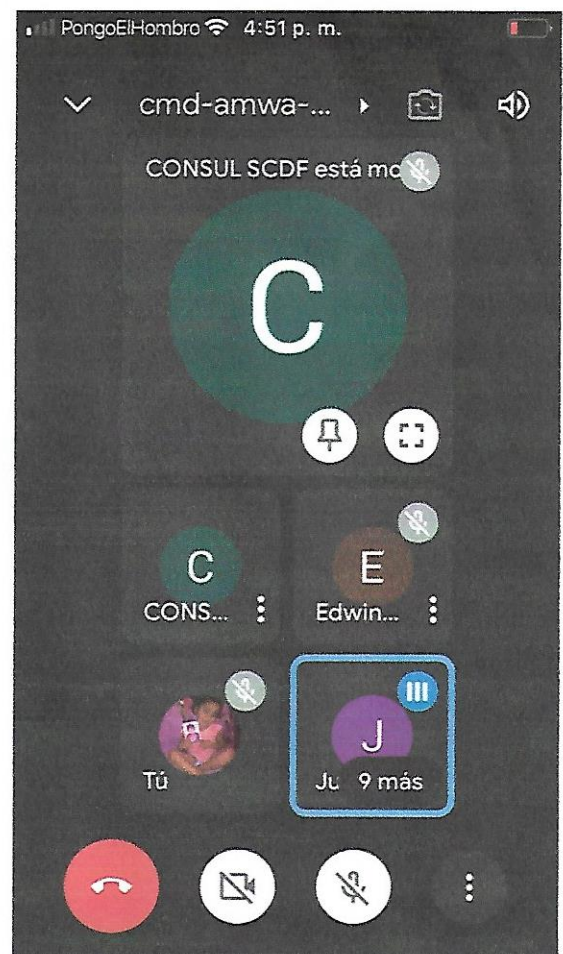 PongoElHombro 4:51 p. m.
cmd-amwa-...
CONSUL SCDF está mo
C
C
CONS...
E
Edwin...
Tú
J
Ju 9 más